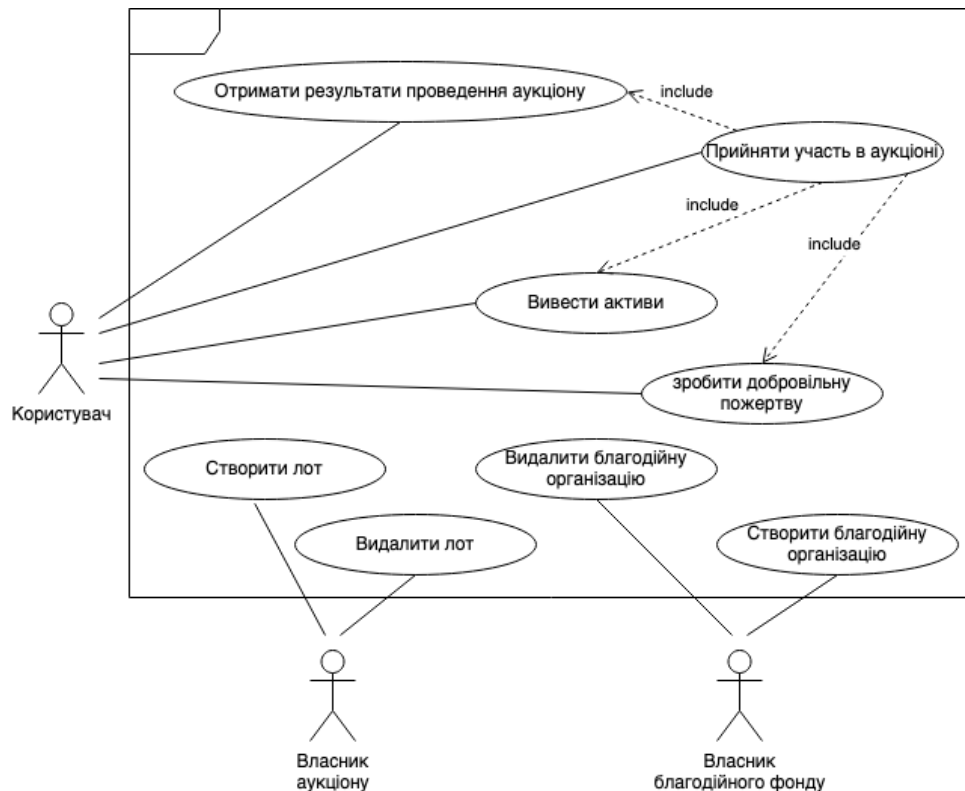 Отримати результати проведення аукціону
include
Прийняти участь в аукціоні
include
include
Вивести активи
зробити добровільну
пожертву
Користувач
Створити лот
Видалити благодійну
організацію
Видалити лот
Створити благодійну
організацію
Власник
аукціону
Власник
благодійного фонду